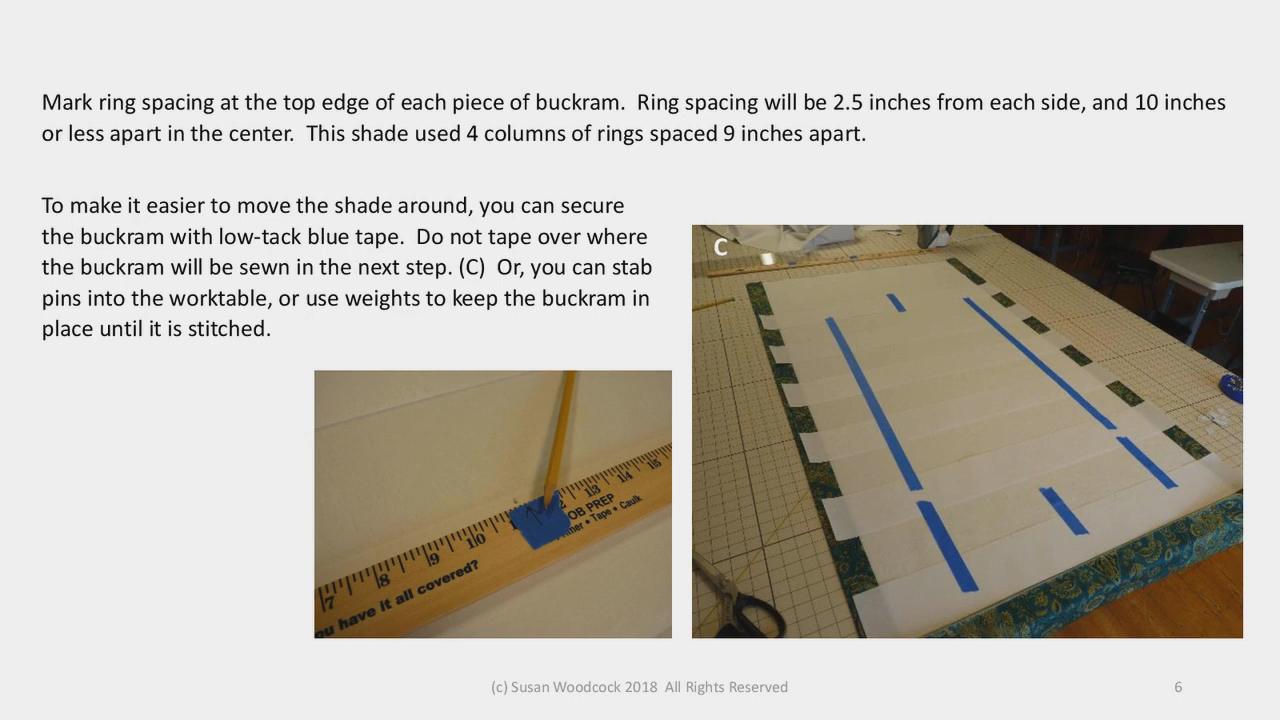 Mark ring spacing at the top edge of each piece of buckram.  Ring spacing will be 2.5 inches from each side, and 10 inches
or less apart in the center.  This shade used 4 columns of rings spaced 9 inches apart.
To make it easier to move the shade around, you can secure
the buckram with low-tack blue tape.  Do not tape over where
the buckram will be sewn in the next step. (C)  Or, you can stab
pins into the worktable, or use weights to keep the buckram in
place until it is stitched.
C
7 8 9 10 13 14 15
OB PREP
Tape • Caulk
have it all covered?
(c) Susan Woodcock 2018  All Rights Reserved
6